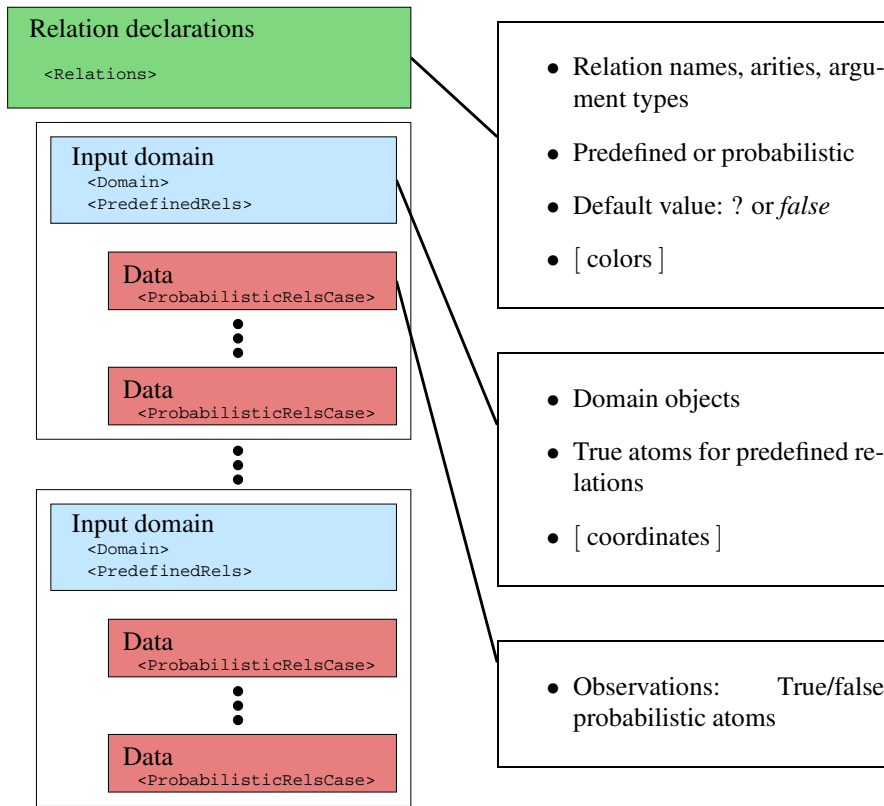 Relation declarations
<Relations>
Input domain
<Domain>
<PredefinedRels>
Data
<ProbabilisticRelsCase>
Data
<ProbabilisticRelsCase>
Input domain
<Domain>
<PredefinedRels>
Data
<ProbabilisticRelsCase>
Data
<ProbabilisticRelsCase>
• Relation names, arities, argu-
ment types
• Predefined or probabilistic
• Default value: ? or false
• [ colors ]
• Domain objects
• True atoms for predefined re-
lations
• [ coordinates ]
• Observations: True/false
probabilistic atoms